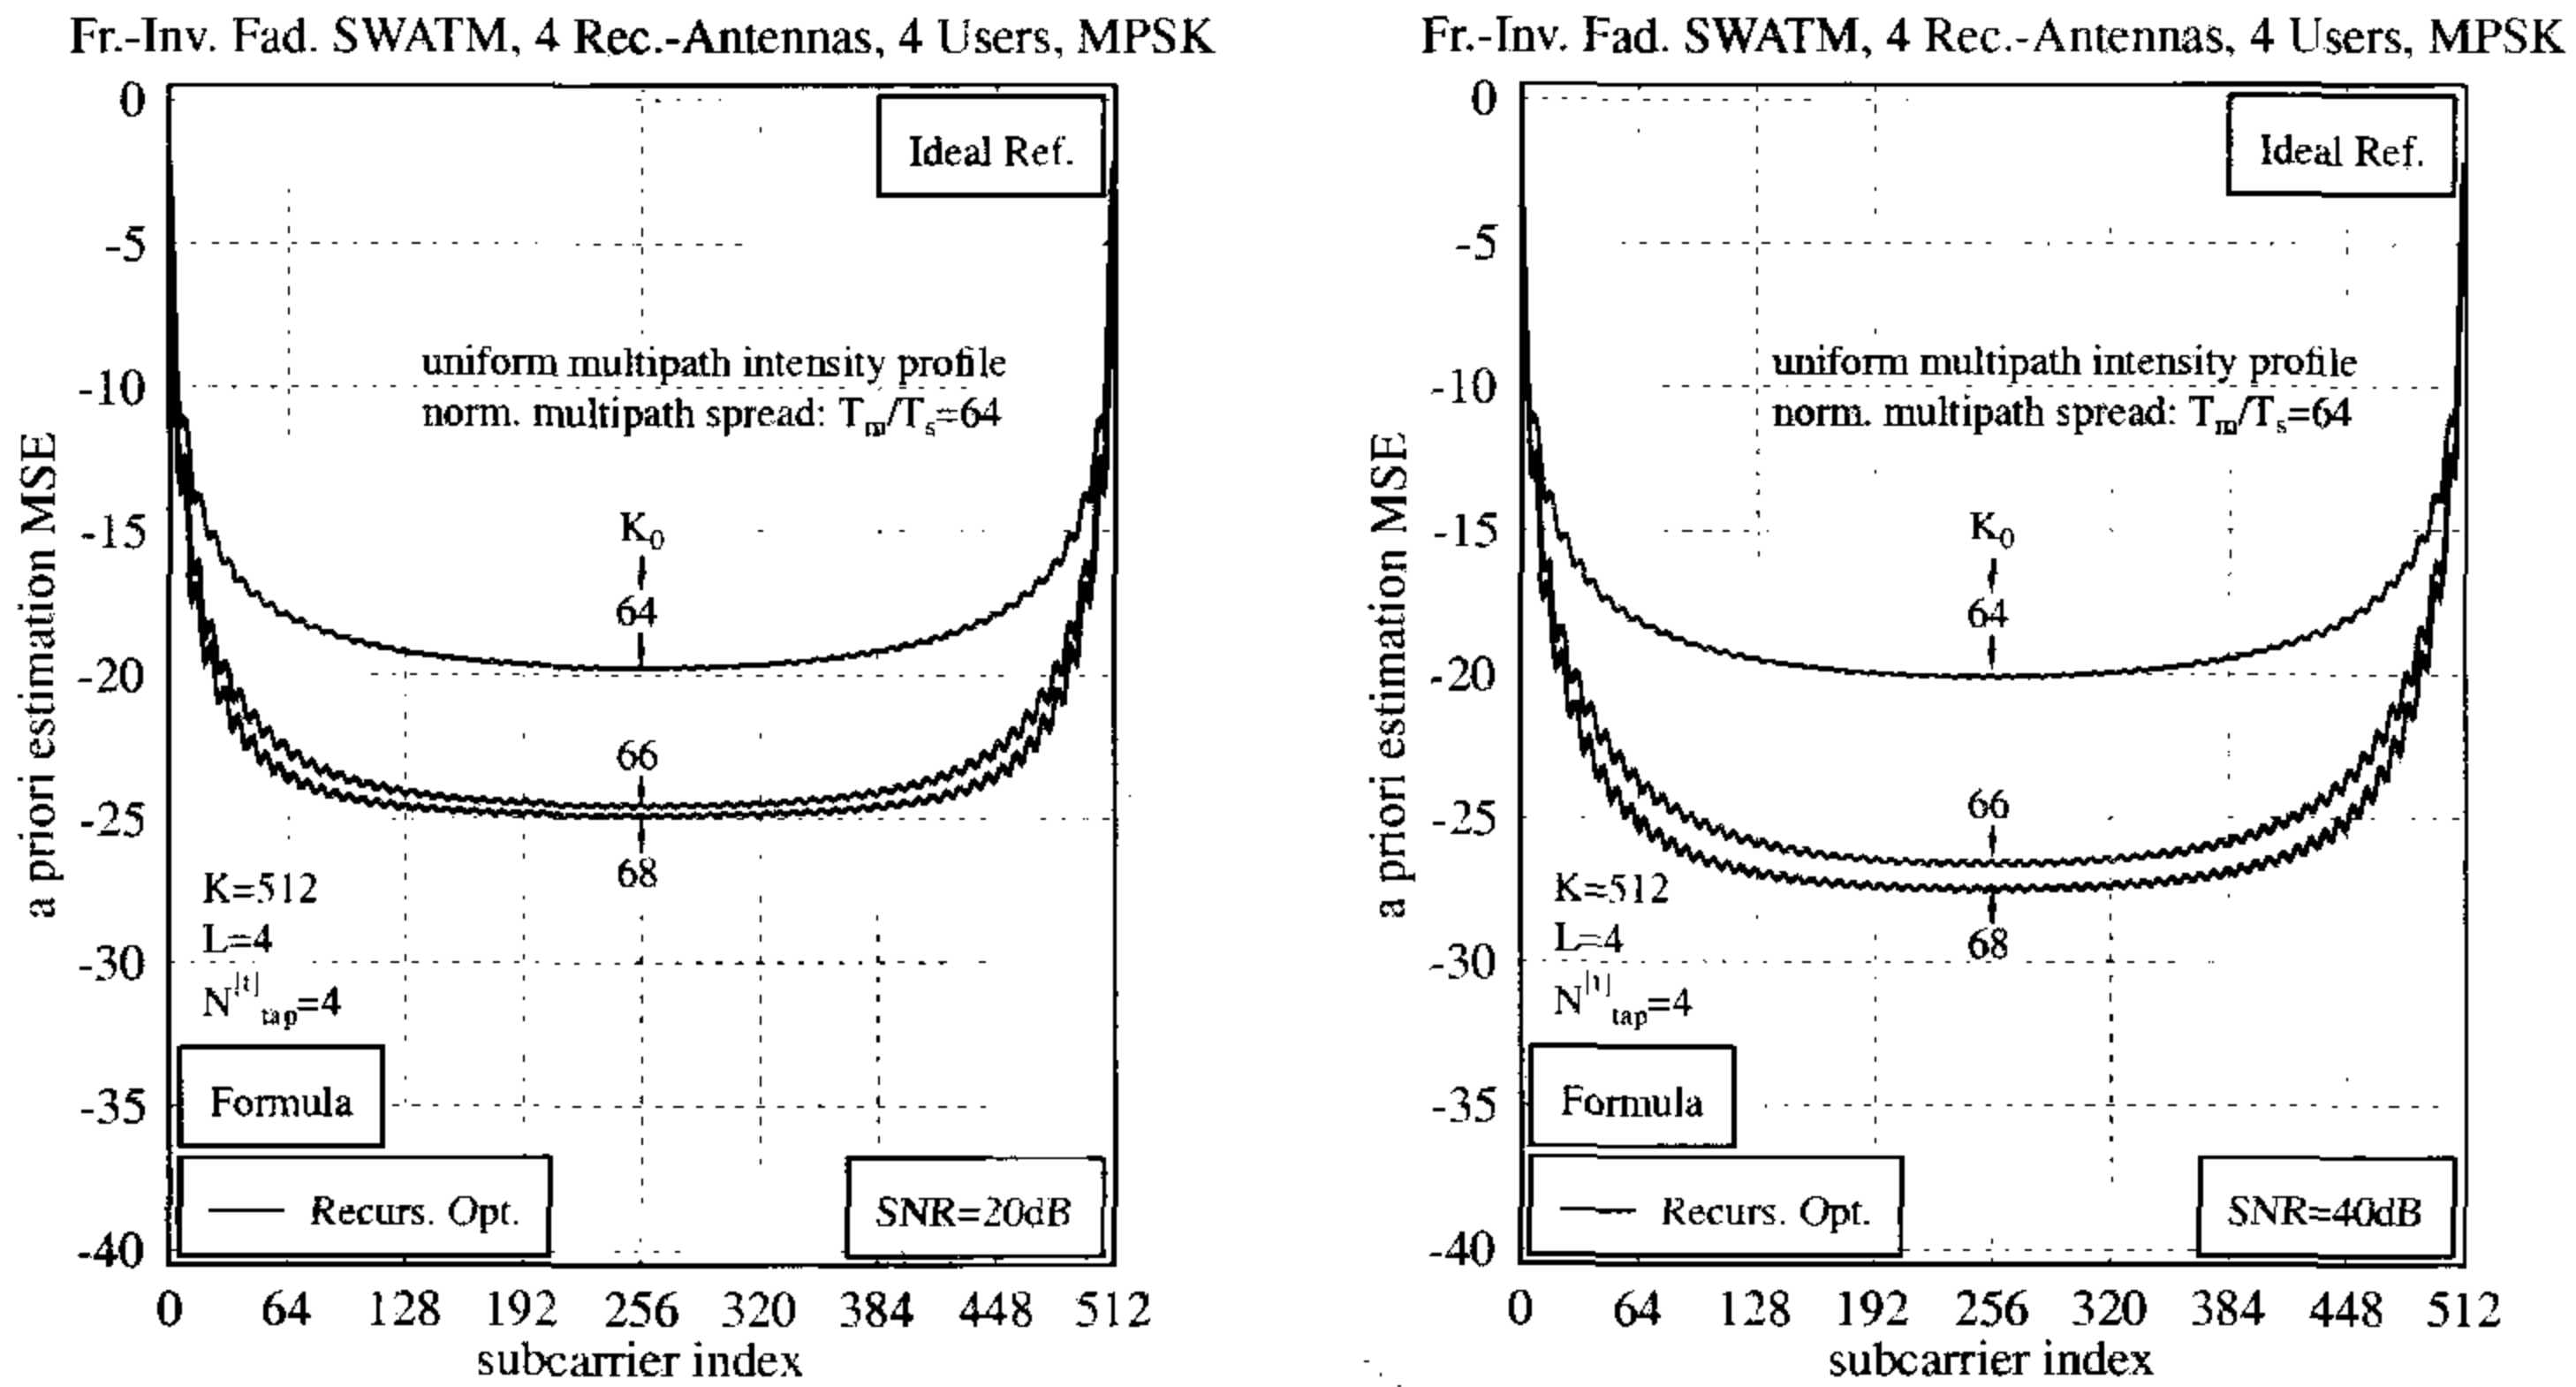 Fr.-Inv. Fad. SWATM, 4 Rec.-Antennas, 4 Users, MPSK
0
-5
-10
-15
-20
-25
-30
-35
-40
a priori estimation MSE
Ideal Ref.
uniform multipath intensity profile
norm. multipath spread: Tm/Ts=64
K0
64
66
68
K=512
L=4
N[t]tap=4
Formula
Recurs. Opt.
SNR=20dB
0 64 128 192 256 320 384 448 512
subcarrier index
Fr.-Inv. Fad. SWATM, 4 Rec.-Antennas, 4 Users, MPSK
0
-5
-10
-15
-20
-25
-30
-35
-40
a priori estimation MSE
Ideal Ref.
uniform multipath intensity profile
norm. multipath spread: Tm/Ts=64
K0
64
66
68
K=512
L=4
N[t]tap=4
Formula
Recurs. Opt.
SNR=40dB
0 64 128 192 256 320 384 448 512
subcarrier index